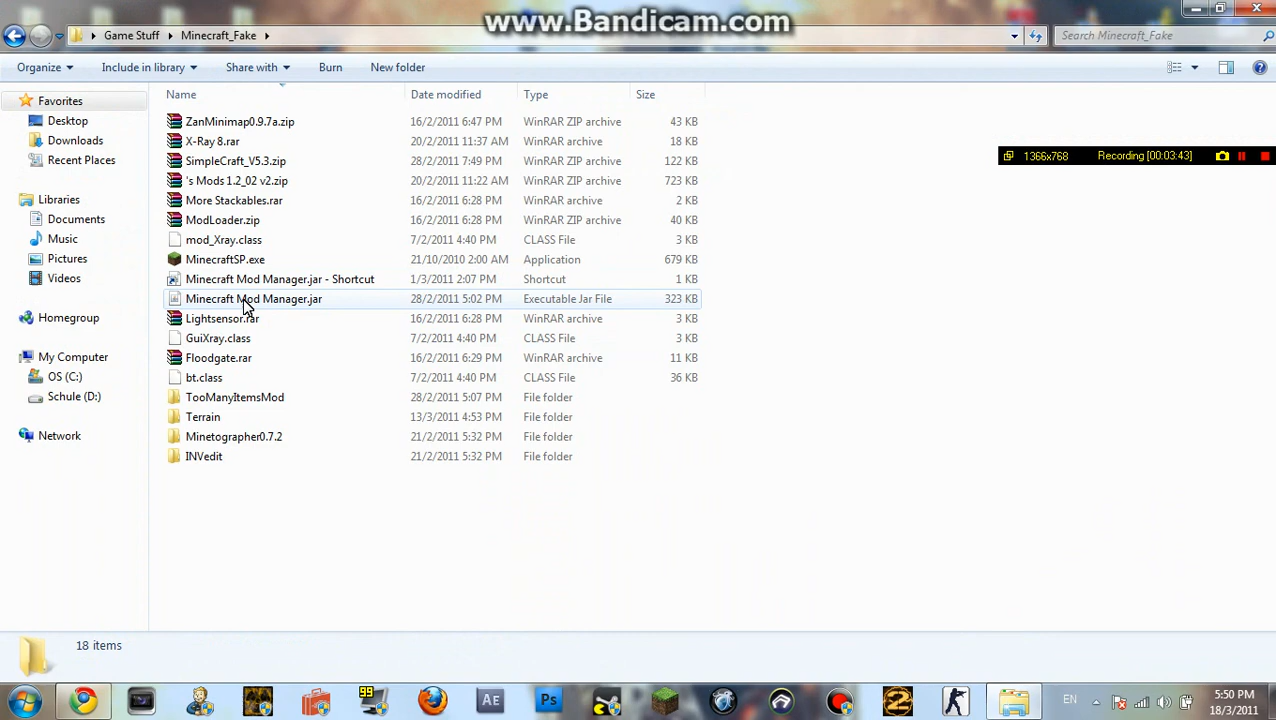 www.Bandicam.com
Game Stuff Minecraft_Fake Search Minecraft_Fake
Organize Include in library Share with Burn New folder
Favorites
Desktop
Downloads
Recent Places
Libraries
Documents
Music
Pictures
Videos
Homegroup
My Computer
OS (C:)
Schule (D:)
Network
Name Date modified Type Size
ZanMinimap0.9.7a.zip 16/2/2011 6:47 PM WinRAR ZIP archive 43 KB
X-Ray 8.rar 20/2/2011 11:37 AM WinRAR archive 18 KB
SimpleCraft_V5.3.zip 28/2/2011 7:49 PM WinRAR ZIP archive 122 KB
's Mods 1.2_02 v2.zip 20/2/2011 11:22 AM WinRAR ZIP archive 723 KB
More Stackables.rar 16/2/2011 6:28 PM WinRAR archive 2 KB
ModLoader.zip 16/2/2011 6:28 PM WinRAR ZIP archive 40 KB
mod_Xray.class 7/2/2011 4:40 PM CLASS File 3 KB
MinecraftSP.exe 21/10/2010 2:00 AM Application 679 KB
Minecraft Mod Manager.jar - Shortcut 1/3/2011 2:07 PM Shortcut 1 KB
Minecraft Mod Manager.jar 28/2/2011 5:02 PM Executable Jar File 323 KB
Lightsensor.rar 16/2/2011 6:28 PM WinRAR archive 3 KB
GuiXray.class 7/2/2011 4:40 PM CLASS File 3 KB
Floodgate.rar 16/2/2011 6:29 PM WinRAR archive 11 KB
bt.class 7/2/2011 4:40 PM CLASS File 36 KB
TooManyItemsMod 28/2/2011 5:07 PM File folder
Terrain 13/3/2011 4:53 PM File folder
Minetographer0.7.2 21/2/2011 5:32 PM File folder
INVedit 21/2/2011 5:32 PM File folder
1366x768 Recording [00:03:43]
18 items
99
Ae
Ps
2
EN
5:50 PM
18/3/2011